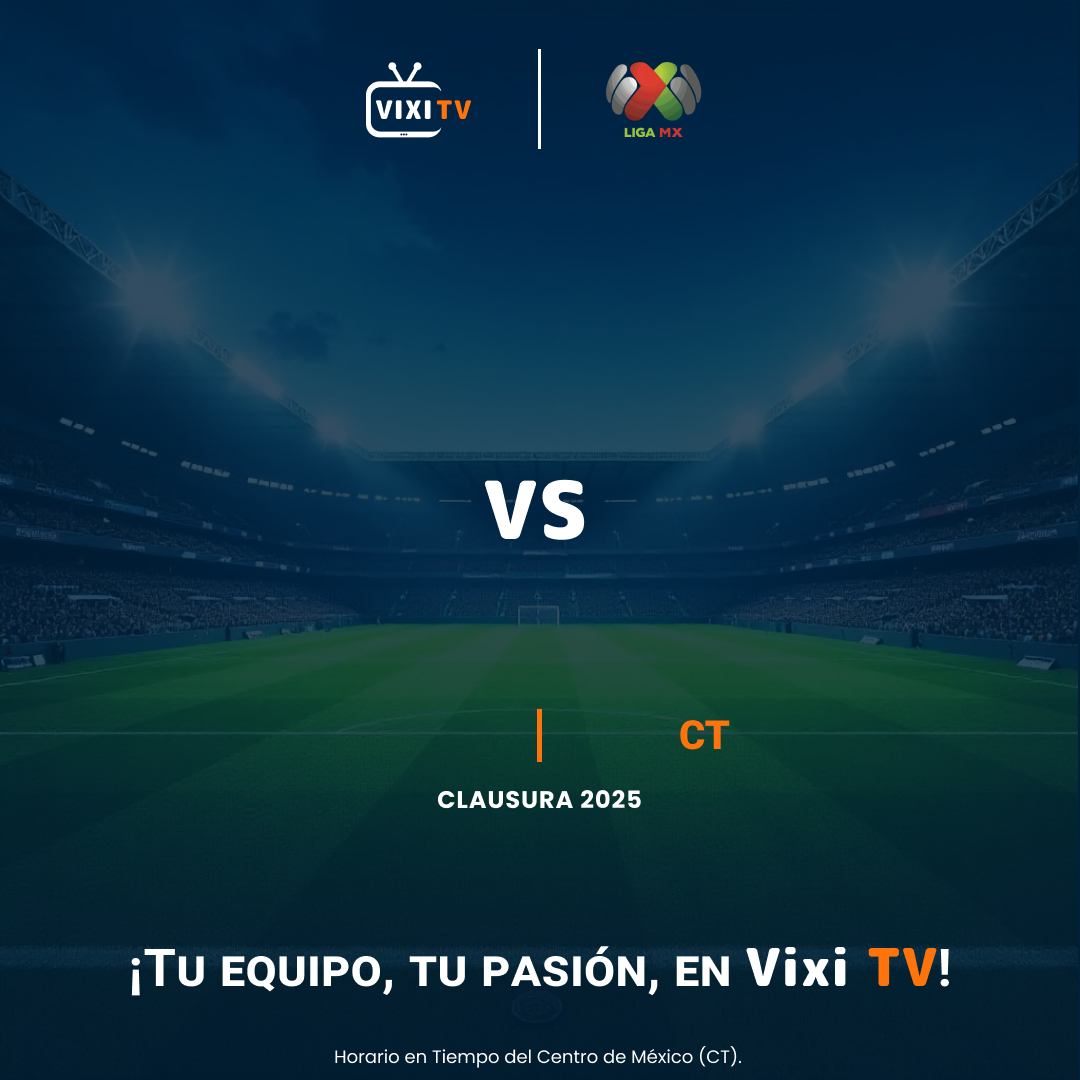 VIXI TV
LIGA MX
VS
CT
CLAUSURA 2025
¡TU EQUIPO, TU PASIÓN, EN Vixi TV!
Horario en Tiempo del Centro de México (CT).